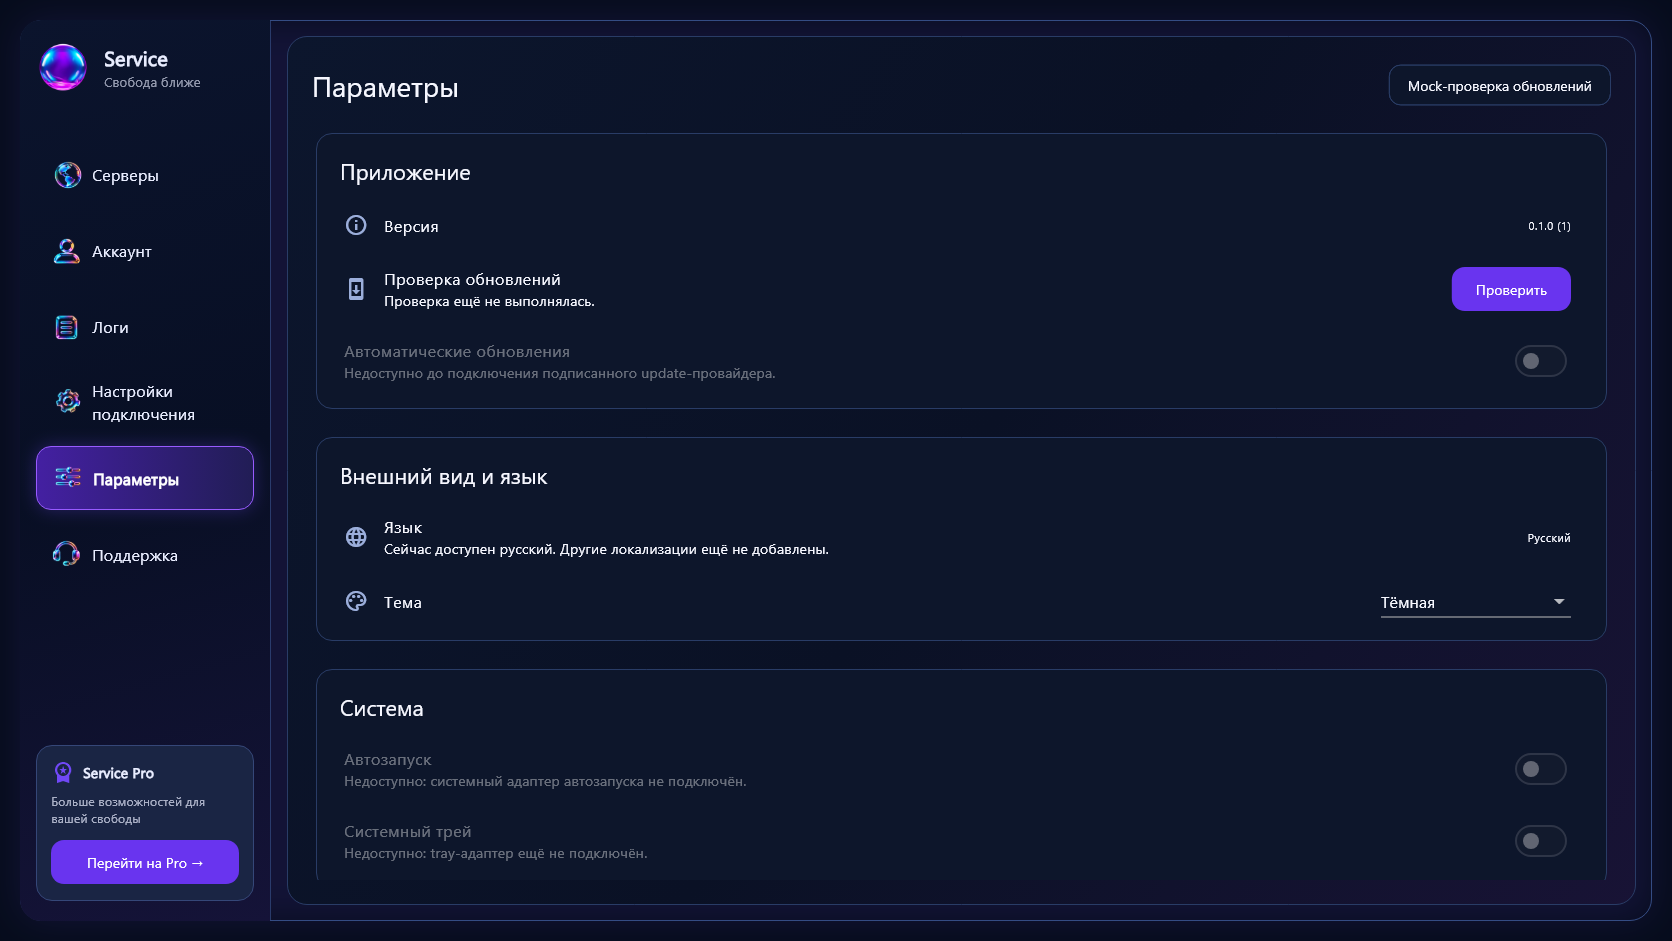 Service
Свобода ближе
Серверы
Аккаунт
Логи
Настройки
подключения
Параметры
Поддержка
Service Pro
Больше возможностей для
вашей свободы
Перейти на Pro →
Параметры
Mock-проверка обновлений
Приложение
Версия
0.1.0 (1)
Проверка обновлений
Проверка ещё не выполнялась.
Проверить
Автоматические обновления
Недоступно до подключения подписанного update-провайдера.
Внешний вид и язык
Язык
Сейчас доступен русский. Другие локализации ещё не добавлены.
Русский
Тема
Тёмная
Система
Автозапуск
Недоступно: системный адаптер автозапуска не подключён.
Системный трей
Недоступно: tray-адаптер ещё не подключён.